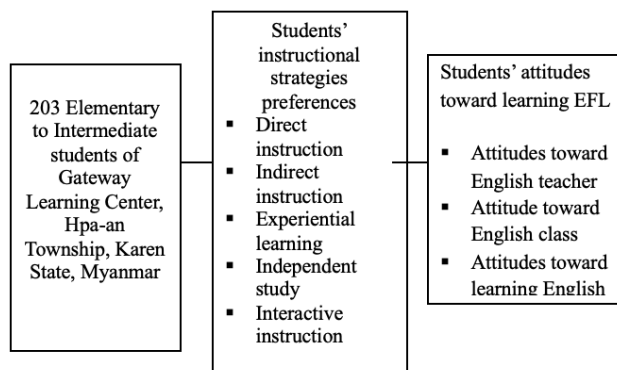 203 Elementary
to Intermediate
students of
Gateway
Learning Center,
Hpa-an
Township, Karen
State, Myanmar
Students’
instructional
strategies
preferences
▪ Direct
instruction
▪ Indirect
instruction
▪ Experiential
learning
▪ Independent
study
▪ Interactive
instruction
Students’ attitudes
toward learning EFL
▪ Attitudes toward
English teacher
▪ Attitude toward
English class
▪ Attitudes toward
learning English